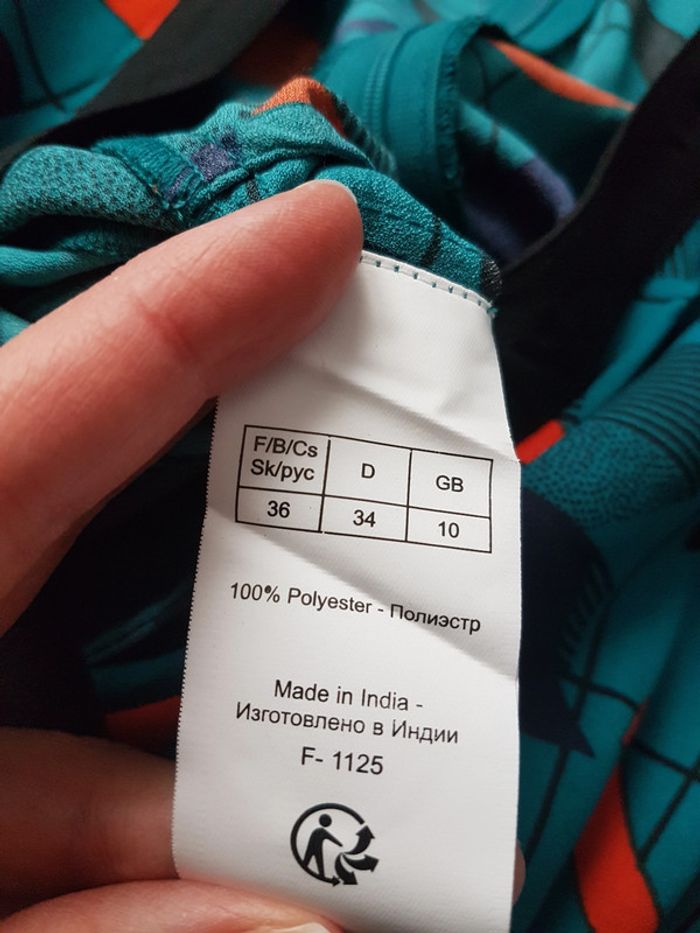 F/B/Cs
Sk/рус
D
GB
36
34
10
100% Polyester - Полиэстр
Made in India -
Изготовлено в Индии
F- 1125